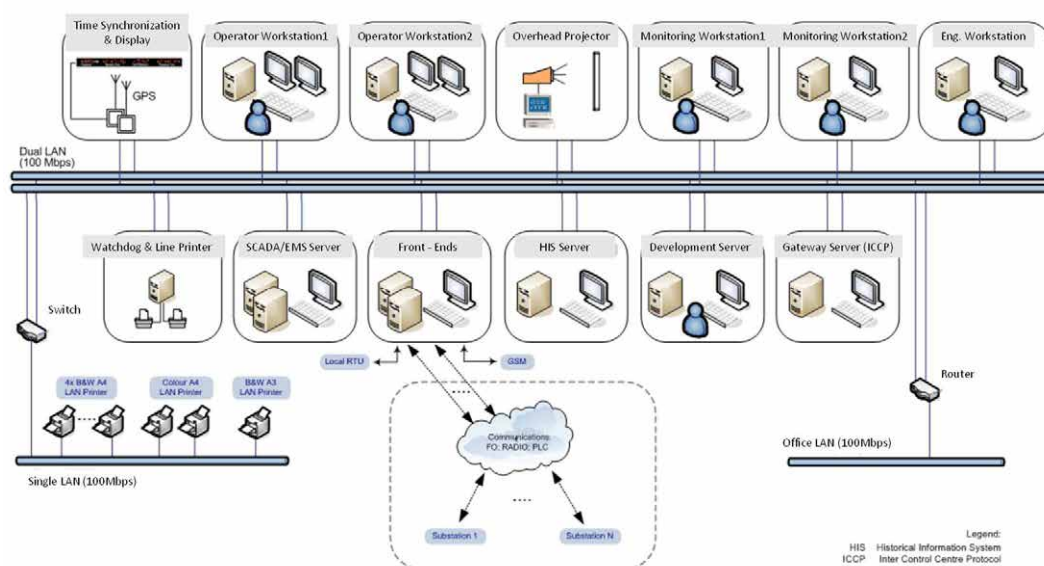 Time Synchronization
& Display
Operator Workstation1
Operator Workstation2
Overhead Projector
Monitoring Workstation1
Monitoring Workstation2
Eng. Workstation
GPS
Dual LAN
(100 Mbps)
Watchdog & Line Printer
SCADA/EMS Server
Front - Ends
HIS Server
Development Server
Gateway Server (ICCP)
Switch
Local RTU
GSM
Router
4x B&W A4
LAN Printer
Colour A4
LAN Printer
B&W A3
LAN Printer
....
....
Communications
FO; RADIO; PLC
Office LAN (100Mbps)
Single LAN (100Mbps)
....
Substation 1
Substation N
Legend:
HIS Historical Information System
ICCP Inter Control Centre Protocol